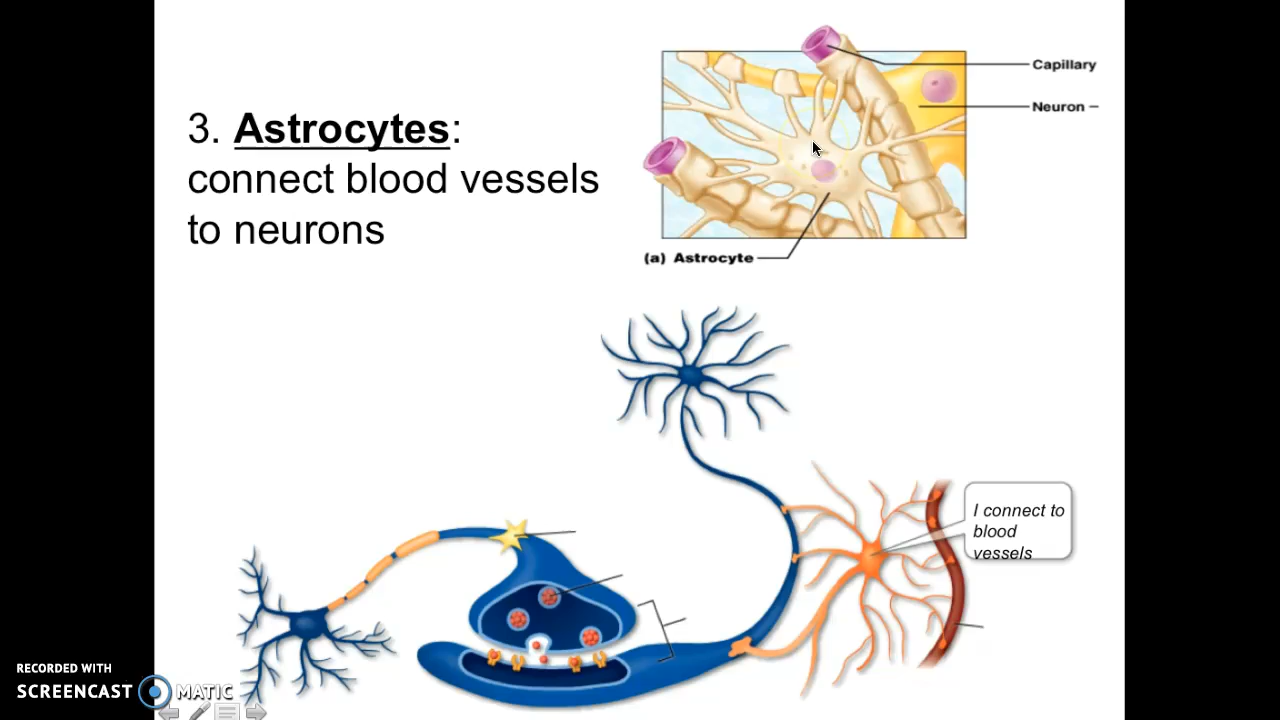 3. Astrocytes:
connect blood vessels
to neurons
Capillary
Neuron –
(a) Astrocyte
I connect to
blood
vessels
RECORDED WITH
SCREENCAST MATIC